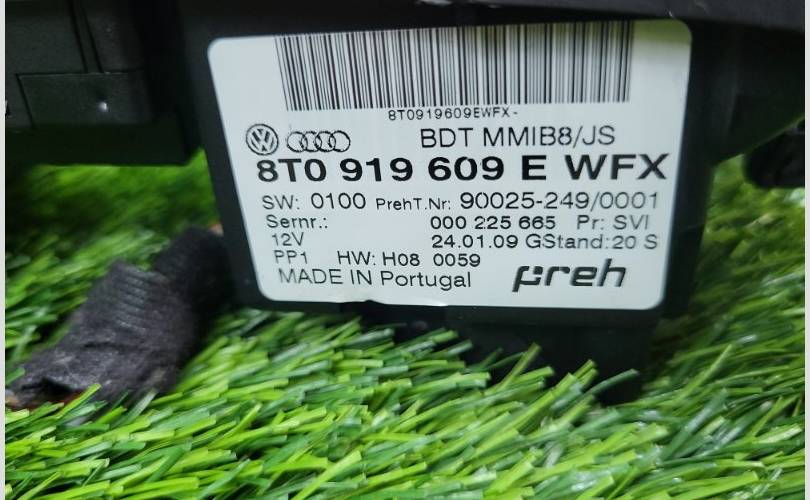 8T0919609EWFX-
BDT MMIB8/JS
8T0 919 609 E WFX
SW: 0100 PrehT.Nr: 90025-249/0001
Sernr.: 000 225 665 Pr: SVI
12V 24.01.09 GStand:20 S
PP1 HW: H08 0059
MADE IN Portugal preh